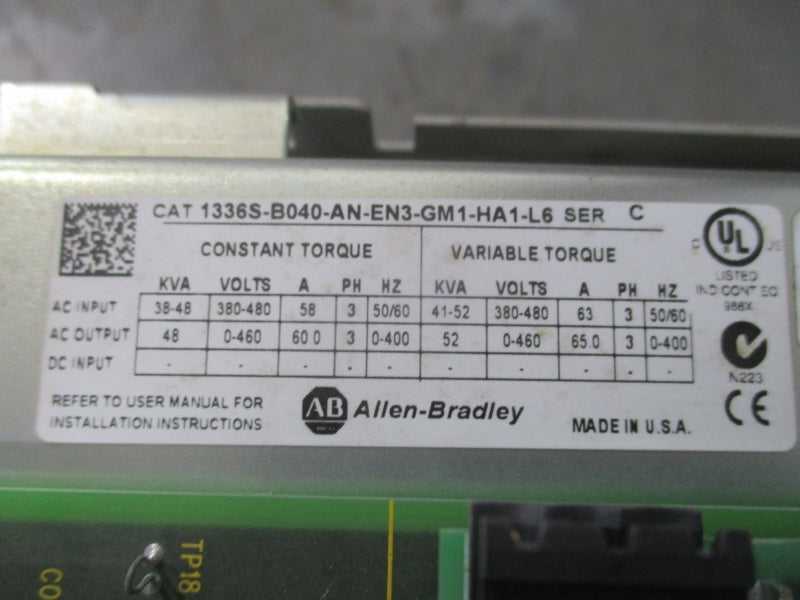 CAT 1336S-B040-AN-EN3-GM1-HA1-L6 SER C
CONSTANT TORQUE VARIABLE TORQUE
KVA VOLTS A PH HZ KVA VOLTS A PH HZ
AC INPUT 38-48 380-480 58 3 50/60 41-52 380-480 63 3 50/60
AC OUTPUT 48 0-460 60.0 3 0-400 52 0-460 65.0 3 0-400
DC INPUT - - - - - - - - - -
REFER TO USER MANUAL FOR
INSTALLATION INSTRUCTIONS
AB Allen-Bradley
MADE IN U.S.A.
C UL US
LISTED
IND CONT EQ
966X
N223
CE
TP18
CO